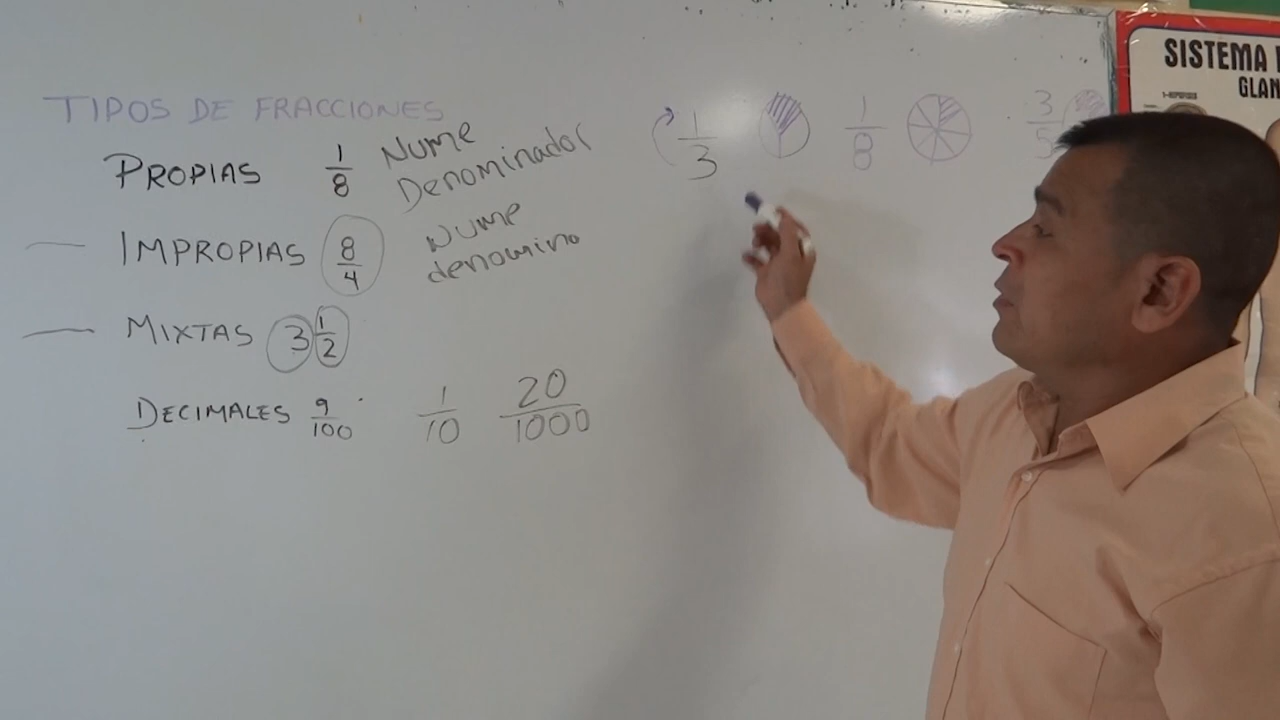 TIPOS DE FRACCIONES
PROPIAS 1/8 Nume
Denominador
IMPROPIAS 8/4 Nume
denomino
MIXTAS 3 1/2
DECIMALES 9/100 . 1/10 20/1000
1/3 1/8 3/5
SISTEMA
GLAN